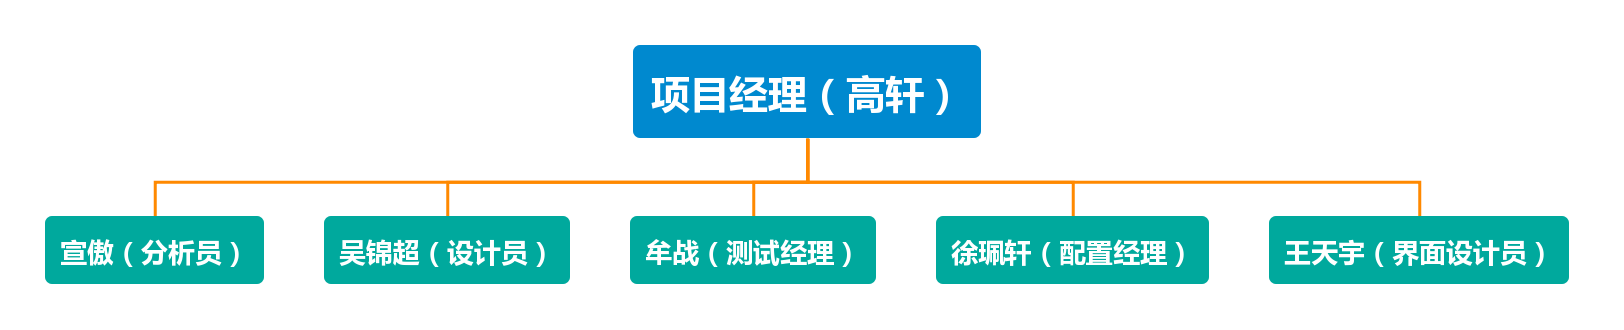 项目经理（高轩）
宣傲（分析员）
吴锦超（设计员）
牟战（测试经理）
徐珮轩（配置经理）
王天宇（界面设计员）